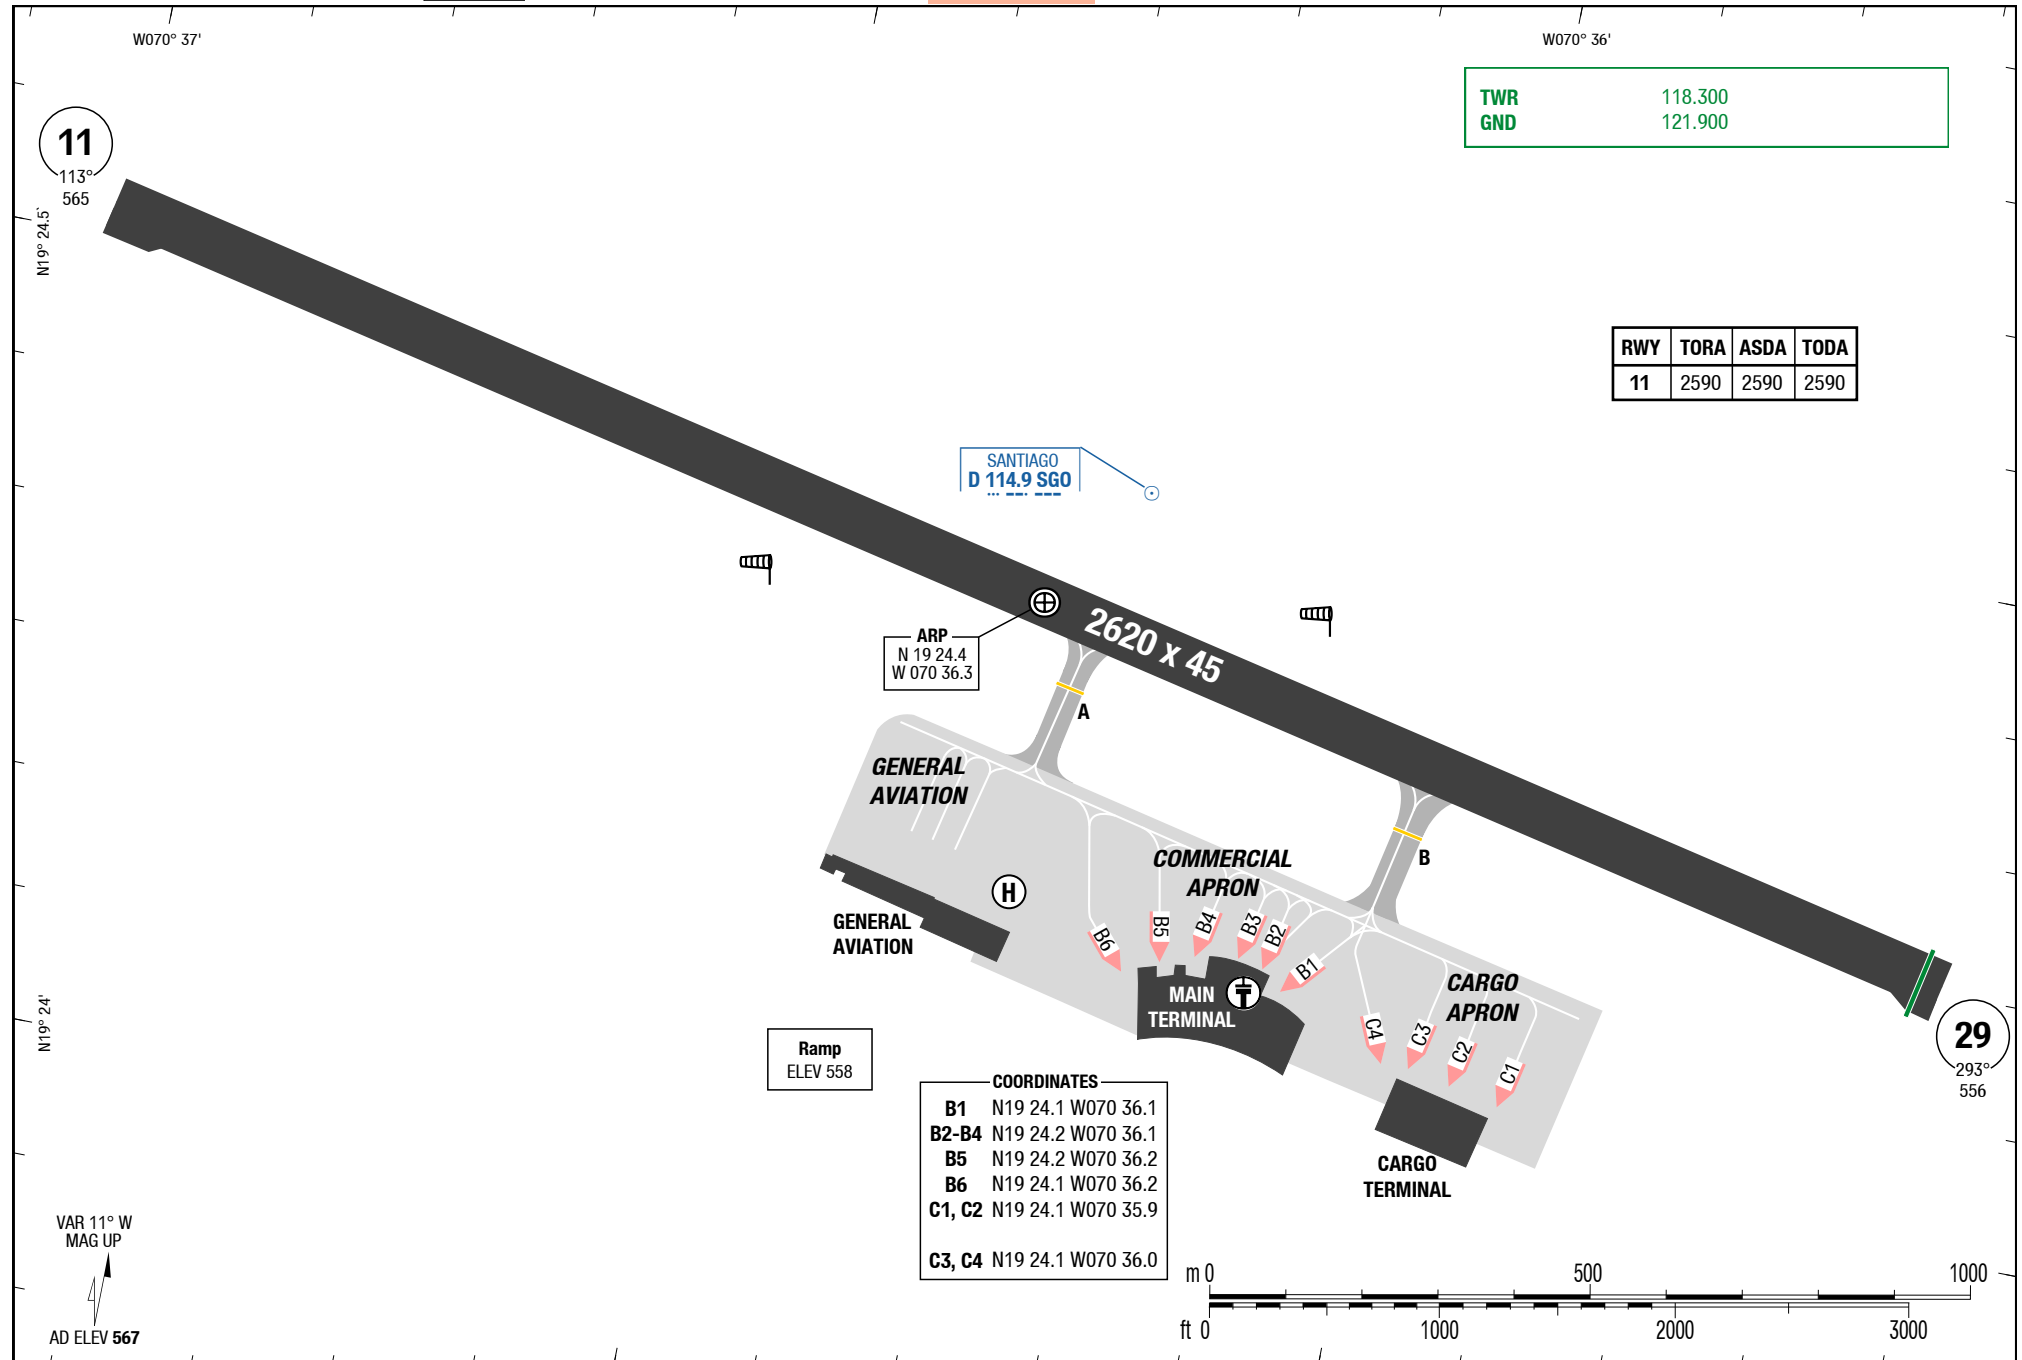 W070° 37'
W070° 36'
TWR 118.300
GND 121.900
11
113°
565
N19° 24.5'
RWY TORA ASDA TODA
11 2590 2590 2590
SANTIAGO
D 114.9 SGO
ARP
N 19 24.4
W 070 36.3
2620 x 45
A
GENERAL
AVIATION
COMMERCIAL
APRON
B
H
GENERAL
AVIATION
B6
B5
B4
B3
B2
B1
MAIN
TERMINAL
CARGO
APRON
C4
C3
C2
C1
N19° 24'
29
293°
556
Ramp
ELEV 558
COORDINATES
B1 N19 24.1 W070 36.1
B2-B4 N19 24.2 W070 36.1
B5 N19 24.2 W070 36.2
B6 N19 24.1 W070 36.2
C1, C2 N19 24.1 W070 35.9
C3, C4 N19 24.1 W070 36.0
CARGO
TERMINAL
VAR 11° W
MAG UP
AD ELEV 567
m 0 500 1000
ft 0 1000 2000 3000